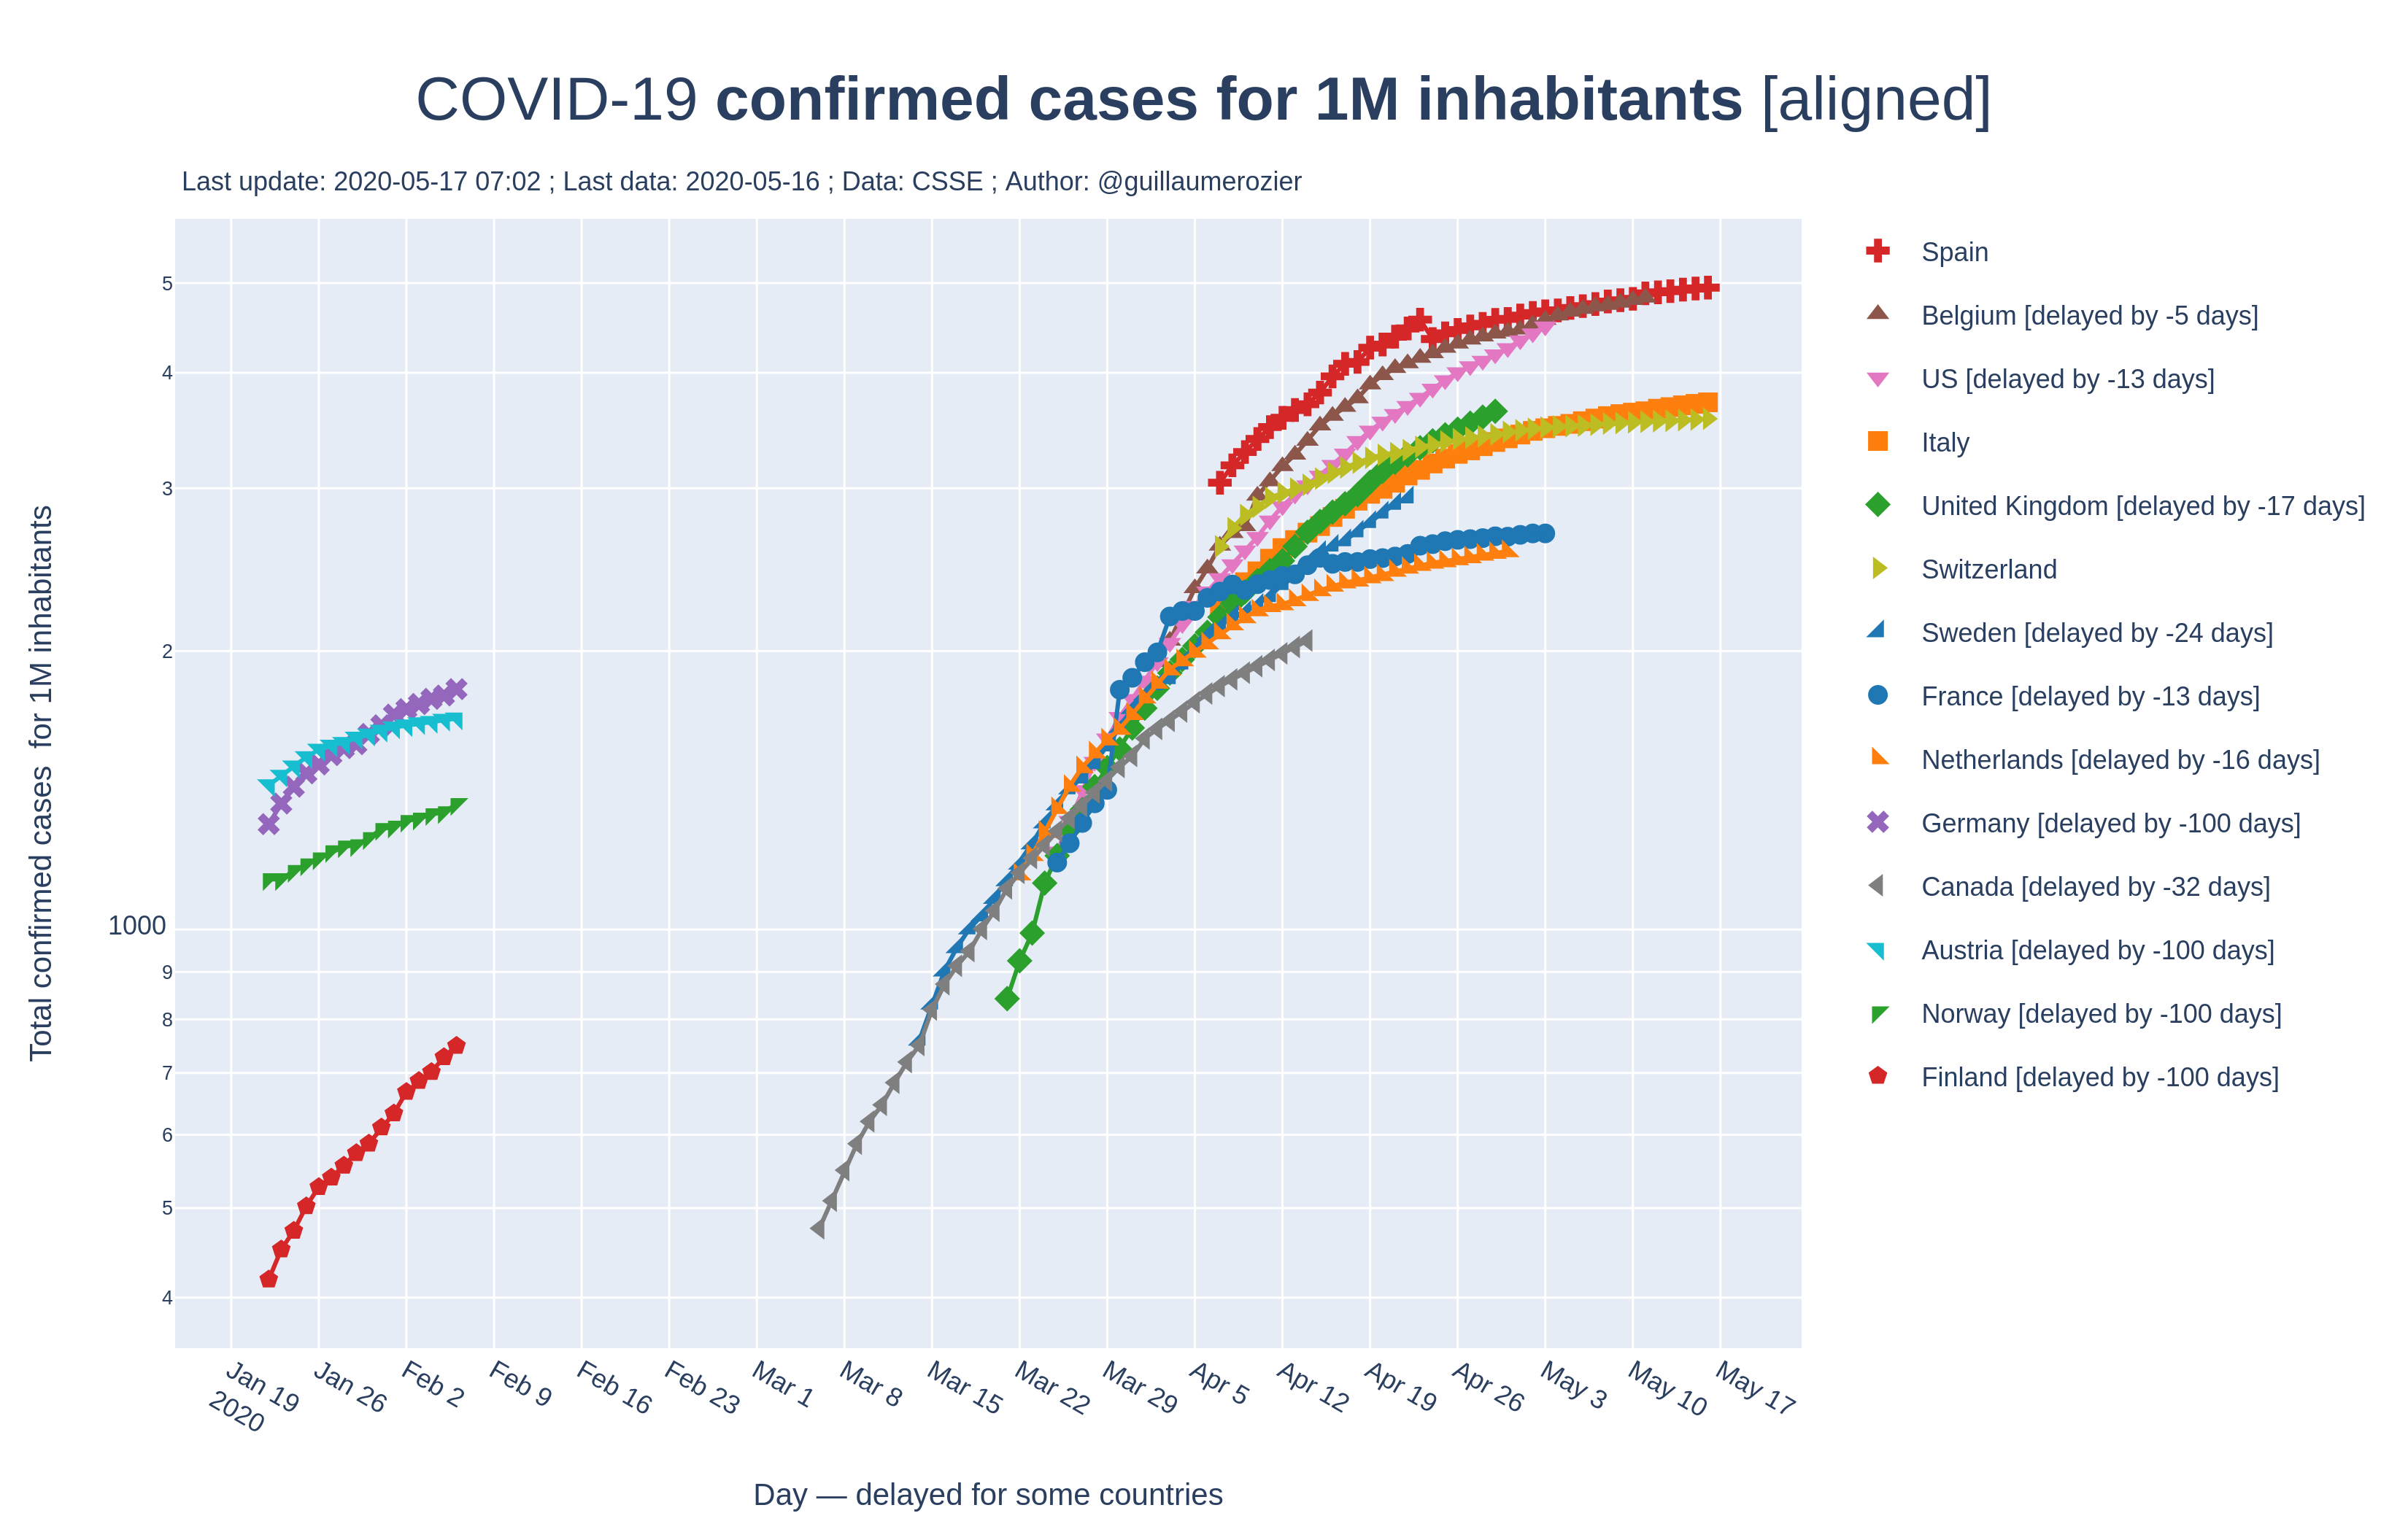 COVID-19 confirmed cases for 1M inhabitants [aligned]
Last update: 2020-05-17 07:02 ; Last data: 2020-05-16 ; Data: CSSE ; Author: @guillaumerozier
Total confirmed cases  for 1M inhabitants
5
4
3
2
1000
9
8
7
6
5
4
Jan 19
2020
Jan 26
Feb 2
Feb 9
Feb 16
Feb 23
Mar 1
Mar 8
Mar 15
Mar 22
Mar 29
Apr 5
Apr 12
Apr 19
Apr 26
May 3
May 10
May 17
Day — delayed for some countries
Spain
Belgium [delayed by -5 days]
US [delayed by -13 days]
Italy
United Kingdom [delayed by -17 days]
Switzerland
Sweden [delayed by -24 days]
France [delayed by -13 days]
Netherlands [delayed by -16 days]
Germany [delayed by -100 days]
Canada [delayed by -32 days]
Austria [delayed by -100 days]
Norway [delayed by -100 days]
Finland [delayed by -100 days]